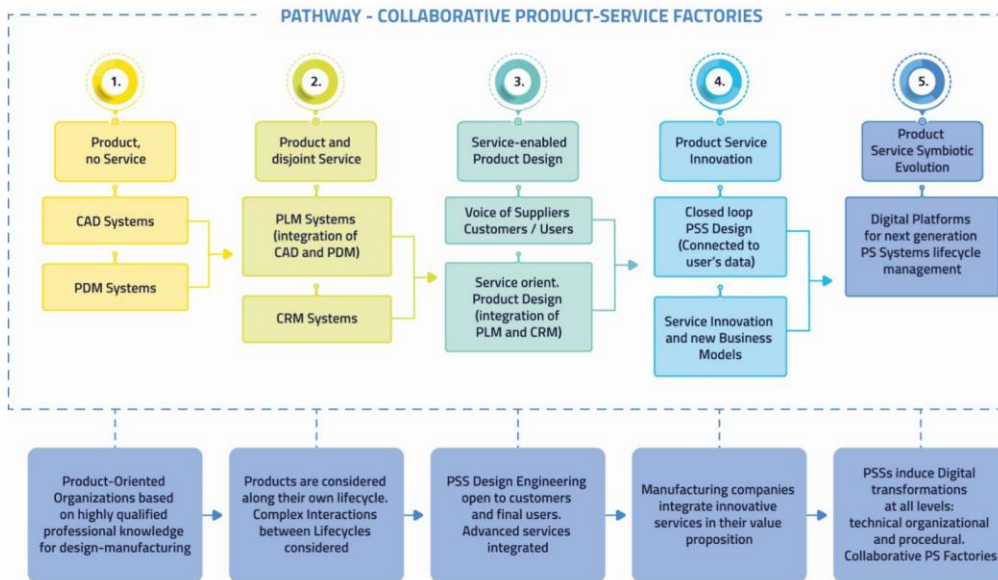 PATHWAY - COLLABORATIVE PRODUCT-SERVICE FACTORIES
1.
Product,
no Service
CAD Systems
PDM Systems
2.
Product and
disjoint Service
PLM Systems
(integration of
CAD and PDM)
CRM Systems
3.
Service-enabled
Product Design
Voice of Suppliers
Customers / Users
Service orient.
Product Design
(integration of
PLM and CRM)
4.
Product Service
Innovation
Closed loop
PSS Design
(Connected to
user's data)
Service Innovation
and new Business
Models
5.
Product
Service Symbiotic
Evolution
Digital Platforms
for next generation
PS Systems lifecycle
management
Product-Oriented
Organizations based
on highly qualified
professional knowledge
for design-manufacturing
Products are considered
along their own lifecycle.
Complex Interactions
between Lifecycles
considered
PSS Design Engineering
open to customers
and final users.
Advanced services
integrated
Manufacturing companies
integrate innovative
services in their value
proposition
PSSs induce Digital
transformations
at all levels:
technical organizational
and procedural.
Collaborative PS Factories